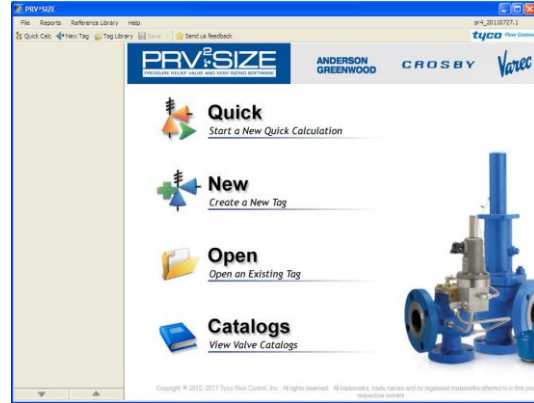 PRV²SIZE
File Reports Reference Library Help
pr4_20110727.1
Quick Calc New Tag Tag Library Save Send us feedback
tyco Flow Control
PRV²SIZE
PRESSURE RELIEF VALVE AND VENT SIZING SOFTWARE
ANDERSON GREENWOOD
CROSBY
Varec
Quick
Start a New Quick Calculation
New
Create a New Tag
Open
Open an Existing Tag
Catalogs
View Valve Catalogs
Copyright © 2010, 2011 Tyco Flow Control, Inc. All rights reserved. All trademarks, trade names and/or registered trademarks referred to in this pro
respective owners.